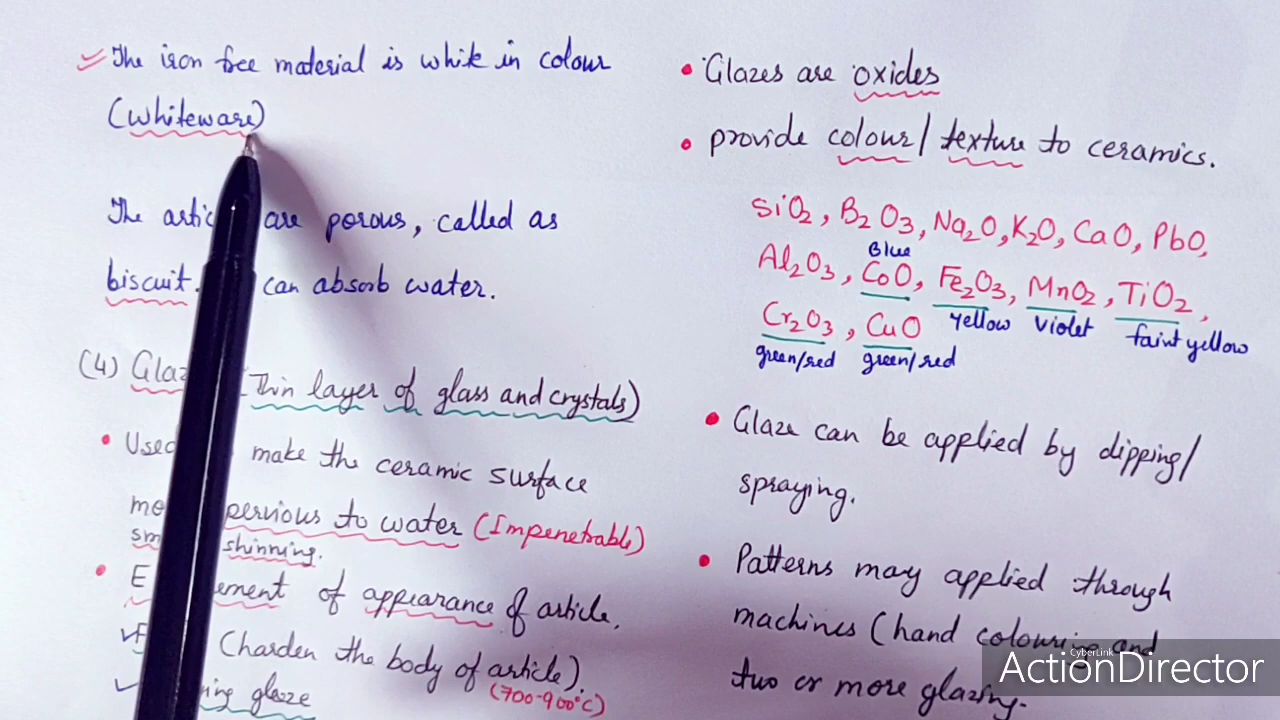 The iron free material is white in colour
(whiteware)
The are porous, called as
biscuit. can absorb water.
(4) (Thin layer of glass and crystals)
make the ceramic surface
pervious to water (Impenetrable)
shinning.
of appearance of article.
(harden the body of article).
(700-900°C)
glaze
• Glazes are oxides
• provide colour/ texture to ceramics.
SiO2, B2O3, Na2O, K2O, CaO, PbO,
Blue
Al2O3, CoO, Fe2O3, MnO2, TiO2,
yellow violet faint yellow
Cr2O3, CuO
green/red green/red
• Glaze can be applied by dipping/
spraying.
• Patterns may applied through
machines (hand colouring and
two or more glazing.
CyberLink
ActionDirector